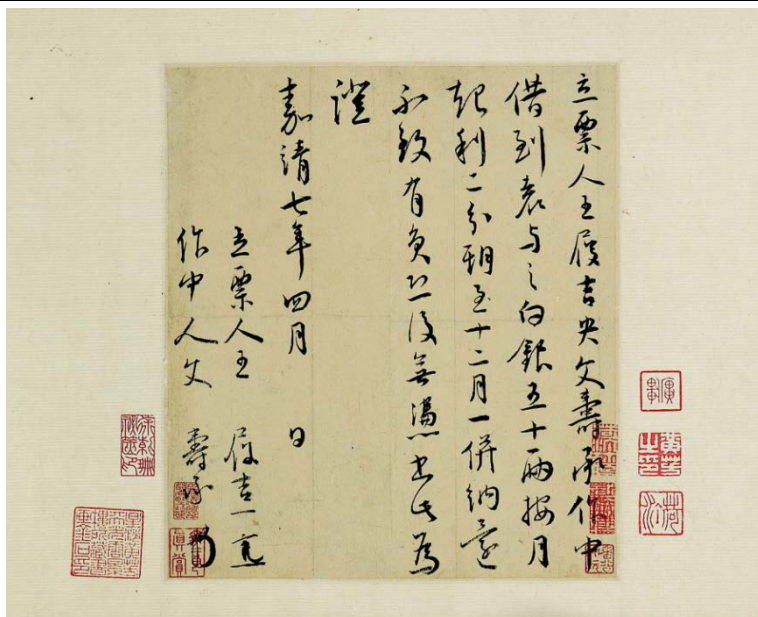 立票人王履吉央文壽承作中
借到袁与之白銀五十兩按月
起利二分期至十二月一併納還
不致有負恐後無憑書此為
證
嘉靖七年四月 日
立票人王 履吉
作中人文 壽承